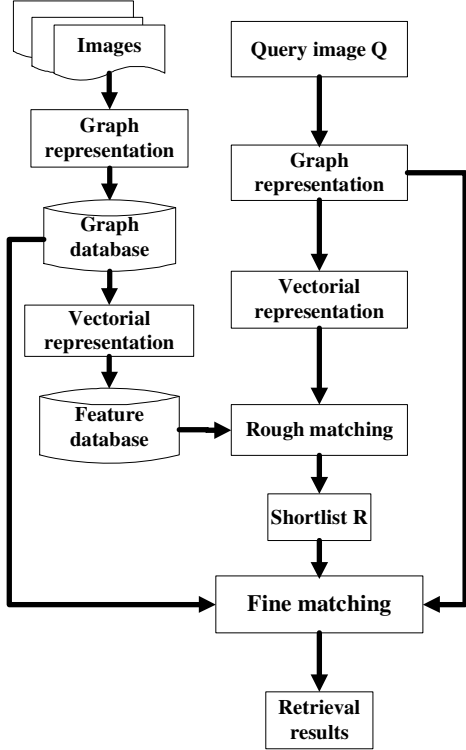 Images
Graph
representation
Graph
database
Vectorial
representation
Feature
database
Query image Q
Graph
representation
Vectorial
representation
Rough matching
Shortlist R
Fine matching
Retrieval
results